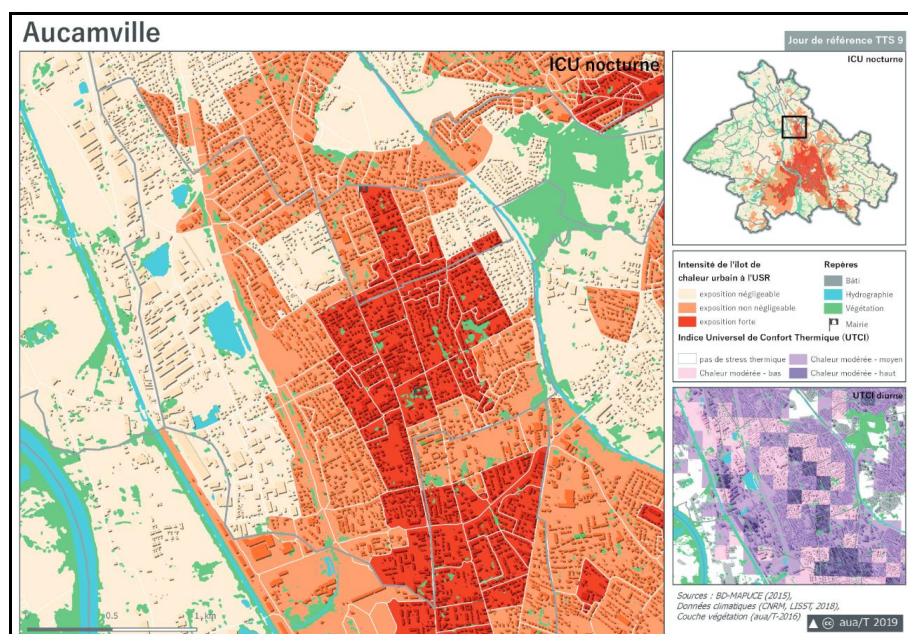 Aucamville
Jour de référence TTS 9
ICU nocturne
ICU nocturne
Intensité de l'îlot de
chaleur urbain à l'USR
exposition négligeable
exposition non négligeable
exposition forte
Repères
Bâti
Hydrographie
Végétation
Mairie
Indice Universel de Confort Thermique (UTCI)
pas de stress thermique
Chaleur modérée - bas
Chaleur modérée - moyen
Chaleur modérée - haut
UTCI diurne
0.5
1 km
Sources : BD-MAPUCE (2015),
Données climatiques (CNRM, LISST, 2018),
Couche végétation (aua/T-2016)
cc aua/T 2019